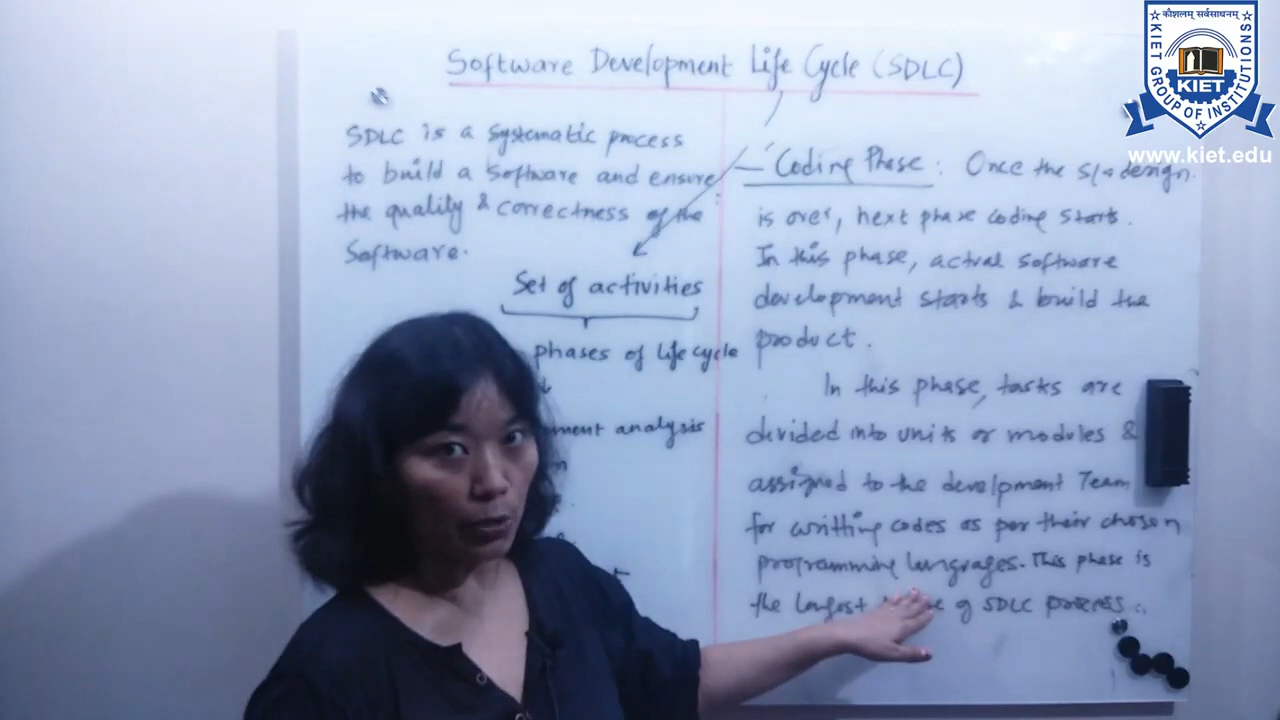 Software Development Life Cycle (SDLC)
SDLC is a systematic process
to build a software and ensure
the quality & correctness of the
Software.
Set of activities
phases of life cycle
ment analysis
Coding Phase : Once the S/w design
is over, next phase coding starts.
In this phase, actual software
development starts & build the
product.
In this phase, tasks are
divided into units or modules &
assigned to the development Team
for writting codes as per their chosen
programming languages. This phase is
the longest of SDLC process.
कौशलम् सर्वसाधनम्
KIET GROUP OF INSTITUTIONS
KIET
www.kiet.edu